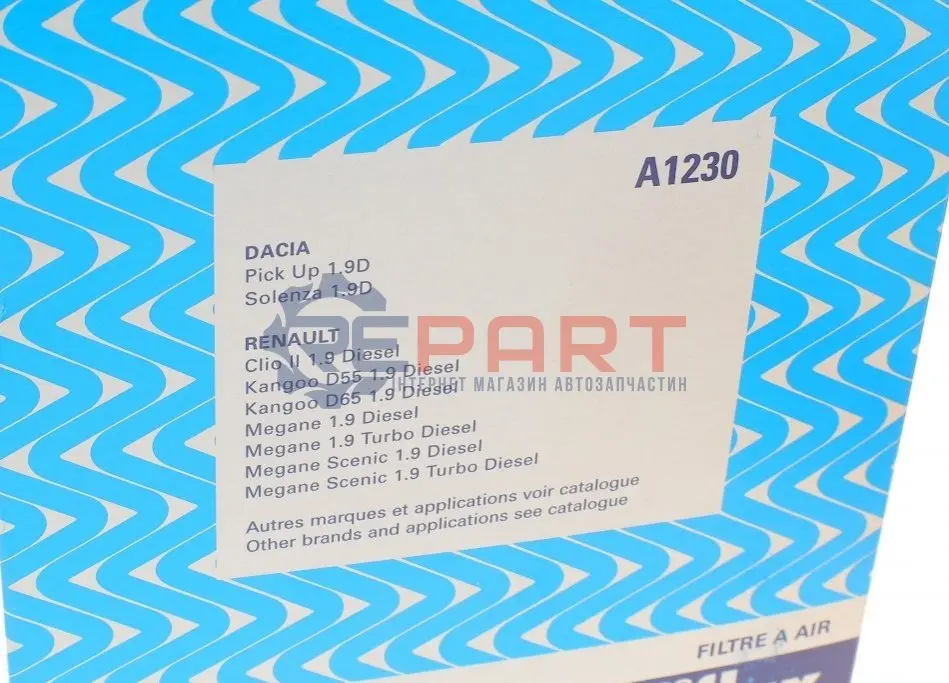 A1230
DACIA
Pick Up 1.9D
Solenza 1.9D
RENAULT
Clio II 1.9 Diesel
Kangoo D55 1.9 Diesel
Kangoo D65 1.9 Diesel
Megane 1.9 Diesel
Megane 1.9 Turbo Diesel
Megane Scenic 1.9 Diesel
Megane Scenic 1.9 Turbo Diesel
Autres marques et applications voir catalogue
Other brands and applications see catalogue
REPART
ІНТЕРНЕТ МАГАЗИН АВТОЗАПЧАСТИН
FILTRE A AIR